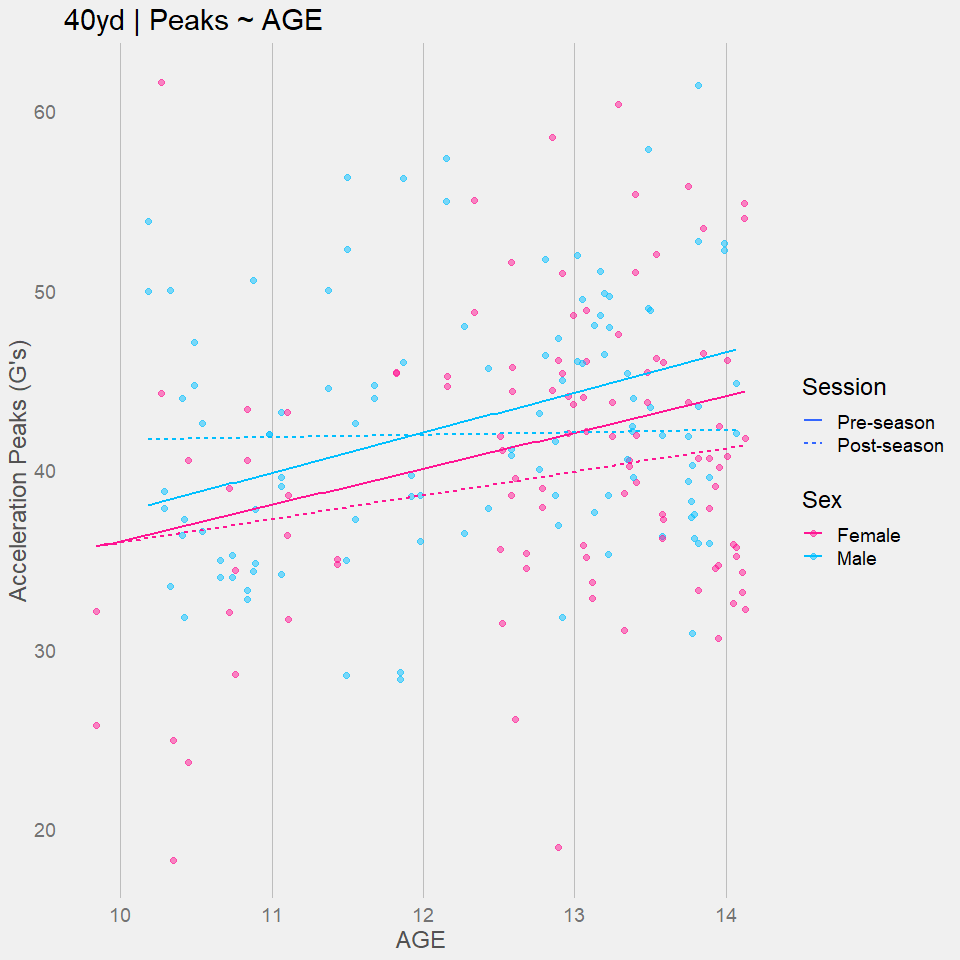 40yd | Peaks ~ AGE
Acceleration Peaks (G's)
60
50
40
30
20
10
11
12
13
14
AGE
Session
Pre-season
Post-season
Sex
Female
Male